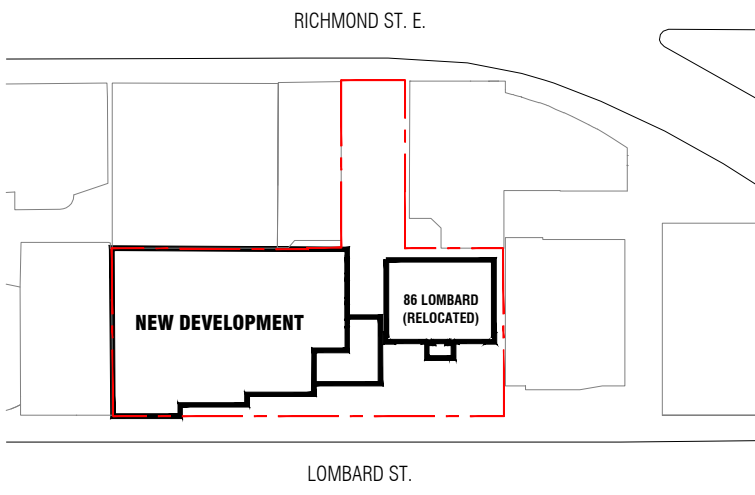 RICHMOND ST. E.
NEW DEVELOPMENT
86 LOMBARD
(RELOCATED)
LOMBARD ST.